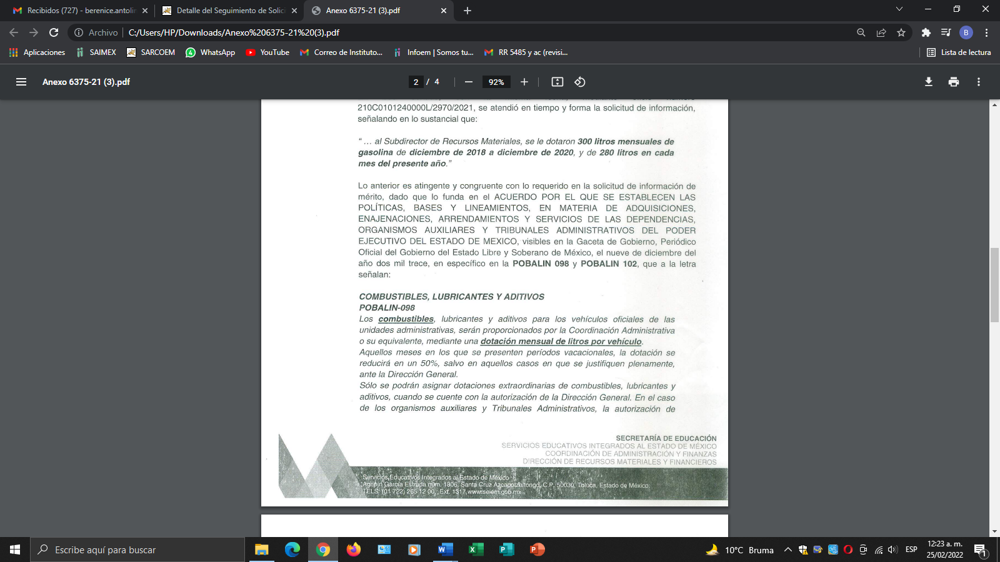 Recibidos (727) - berenice.antolin
Detalle del Seguimiento de Solici
Anexo 6375-21 (3).pdf
Archivo
C:/Users/HP/Downloads/Anexo%206375-21%20(3).pdf
Aplicaciones
SAIMEX
SARCOEM
WhatsApp
YouTube
Correo de Instituto...
Infoem | Somos tu...
RR 5485 y ac (revisi...
Lista de lectura
Anexo 6375-21 (3).pdf
2 / 4
92%
210C0101240000L/2970/2021, se atendió en tiempo y forma la solicitud de información,
señalando en lo sustancial que:
“ … al Subdirector de Recursos Materiales, se le dotaron 300 litros mensuales de
gasolina de diciembre de 2018 a diciembre de 2020, y de 280 litros en cada
mes del presente año.”
Lo anterior es atingente y congruente con lo requerido en la solicitud de información de
mérito, dado que lo funda en el ACUERDO POR EL QUE SE ESTABLECEN LAS
POLÍTICAS, BASES Y LINEAMIENTOS, EN MATERIA DE ADQUISICIONES,
ENAJENACIONES, ARRENDAMIENTOS Y SERVICIOS DE LAS DEPENDENCIAS,
ORGANISMOS AUXILIARES Y TRIBUNALES ADMINISTRATIVOS DEL PODER
EJECUTIVO DEL ESTADO DE MEXICO, visibles en la Gaceta de Gobierno, Periódico
Oficial del Gobierno del Estado Libre y Soberano de México, el nueve de diciembre del
año dos mil trece, en específico en la POBALIN 098 y POBALIN 102, que a la letra
señalan:
COMBUSTIBLES, LUBRICANTES Y ADITIVOS
POBALIN-098
Los combustibles, lubricantes y aditivos para los vehículos oficiales de las
unidades administrativas, serán proporcionados por la Coordinación Administrativa
o su equivalente, mediante una dotación mensual de litros por vehículo.
Aquellos meses en los que se presenten períodos vacacionales, la dotación se
reducirá en un 50%, salvo en aquellos casos en que se justifiquen plenamente,
ante la Dirección General.
Sólo se podrán asignar dotaciones extraordinarias de combustibles, lubricantes y
aditivos, cuando se cuente con la autorización de la Dirección General. En el caso
de los organismos auxiliares y Tribunales Administrativos, la autorización de
SECRETARÍA DE EDUCACIÓN
SERVICIOS EDUCATIVOS INTEGRADOS AL ESTADO DE MÉXICO
COORDINACIÓN DE ADMINISTRACIÓN Y FINANZAS
DIRECCIÓN DE RECURSOS MATERIALES Y FINANCIEROS
Servicios Educativos Integrados al Estado de México
Agripín García Estrada núm. 1306, Santa Cruz Azcapotzaltongo, C.P. 50030, Toluca, Estado de México.
TELS: (01 722) 265 12 00, Ext. 1317 www.seiem.gob.mx
Escribe aquí para buscar
10°C Bruma
ESP
12:23 a. m.
25/02/2022
1